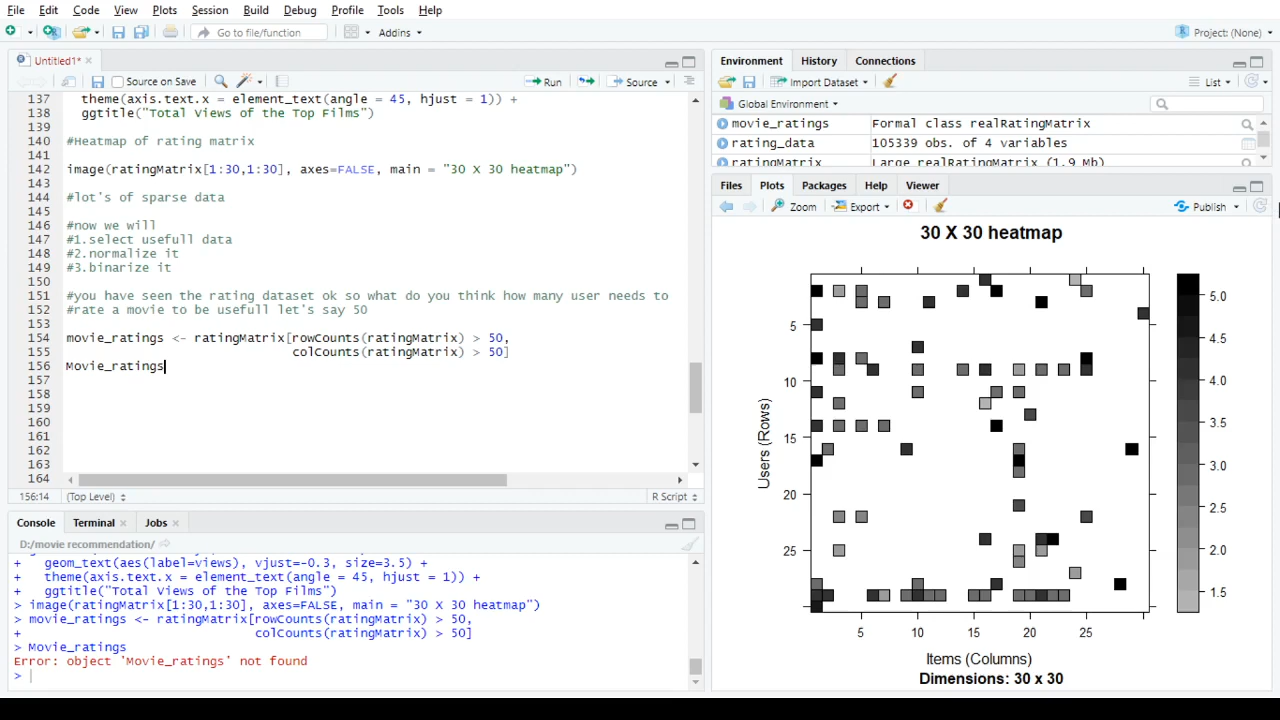 File Edit Code View Plots Session Build Debug Profile Tools Help
Go to file/function Addins Project: (None)
Untitled1*
Source on Save Run Source
137 theme(axis.text.x = element_text(angle = 45, hjust = 1)) +
138 ggtitle("Total Views of the Top Films")
139
140 #Heatmap of rating matrix
141
142 image(ratingMatrix[1:30,1:30], axes=FALSE, main = "30 X 30 heatmap")
143
144 #lot's of sparse data
145
146 #now we will
147 #1.select usefull data
148 #2.normalize it
149 #3.binarize it
150
151 #you have seen the rating dataset ok so what do you think how many user needs to
152 #rate a movie to be usefull let's say 50
153
154 movie_ratings <- ratingMatrix[rowCounts(ratingMatrix) > 50,
155 colCounts(ratingMatrix) > 50]
156 Movie_ratings
157
158
159
160
161
162
163
164
156:14 (Top Level) R Script
Console Terminal Jobs
D:/movie recommendation/
+ geom_text(aes(label=views), vjust=-0.3, size=3.5) +
+ theme(axis.text.x = element_text(angle = 45, hjust = 1)) +
+ ggtitle("Total Views of the Top Films")
> image(ratingMatrix[1:30,1:30], axes=FALSE, main = "30 X 30 heatmap")
> movie_ratings <- ratingMatrix[rowCounts(ratingMatrix) > 50,
+ colCounts(ratingMatrix) > 50]
> Movie_ratings
Error: object 'Movie_ratings' not found
>
Environment History Connections
Import Dataset List
Global Environment
movie_ratings Formal class realRatingMatrix
rating_data 105339 obs. of 4 variables
ratingMatrix Large realRatingMatrix (1.9 Mb)
Files Plots Packages Help Viewer
Zoom Export Publish
30 X 30 heatmap
Users (Rows)
5
10
15
20
25
5 10 15 20 25
Items (Columns)
Dimensions: 30 x 30
5.0
4.5
4.0
3.5
3.0
2.5
2.0
1.5